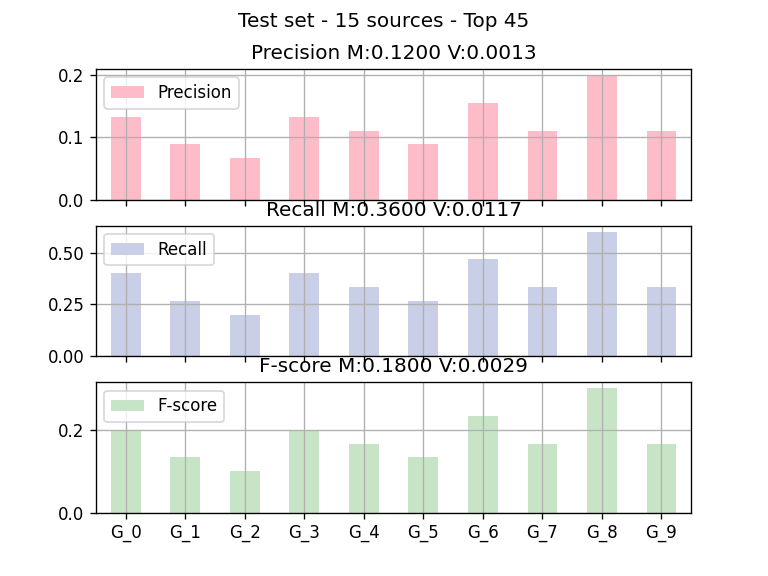 Test set - 15 sources - Top 45
Precision M:0.1200 V:0.0013
0.2
Precision
0.1
0.0
Recall M:0.3600 V:0.0117
0.50
Recall
0.25
0.00
F-score M:0.1800 V:0.0029
F-score
0.2
0.0
G_0 G_1 G_2 G_3 G_4 G_5 G_6 G_7 G_8 G_9